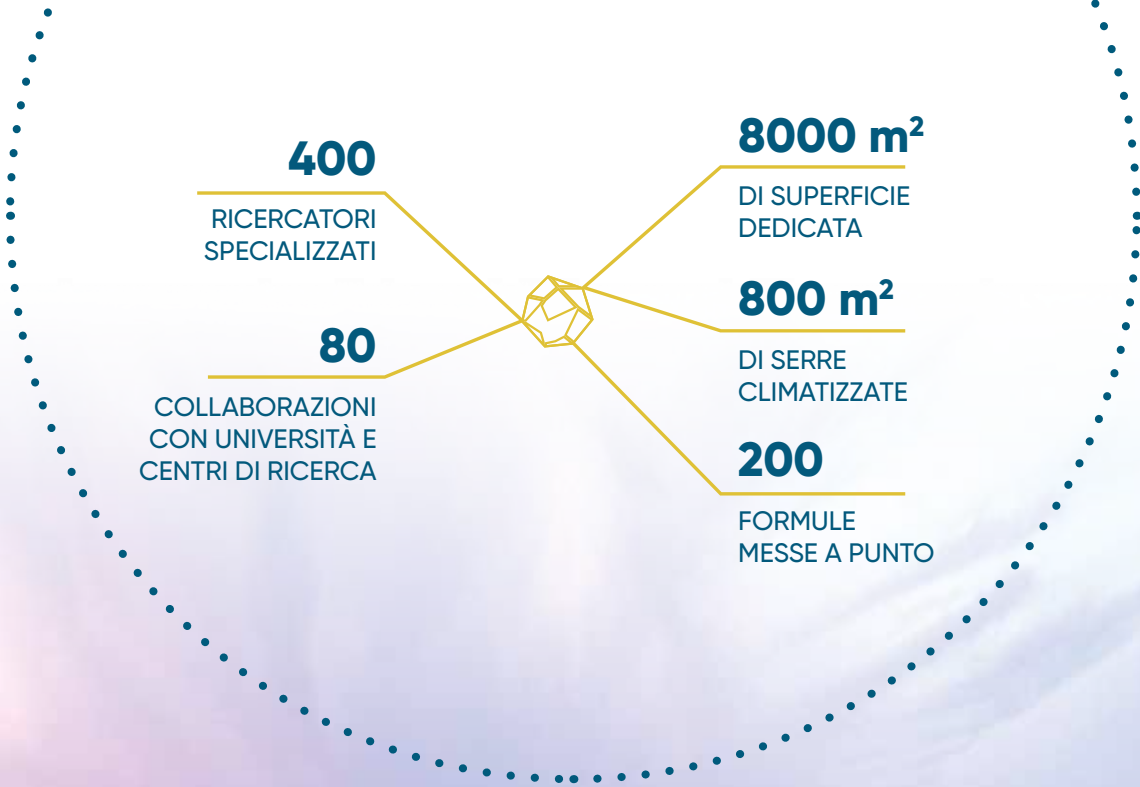 400
RICERCATORI
SPECIALIZZATI
80
COLLABORAZIONI
CON UNIVERSITÀ E
CENTRI DI RICERCA
8000 m²
DI SUPERFICIE
DEDICATA
800 m²
DI SERRE
CLIMATIZZATE
200
FORMULE
MESSE A PUNTO